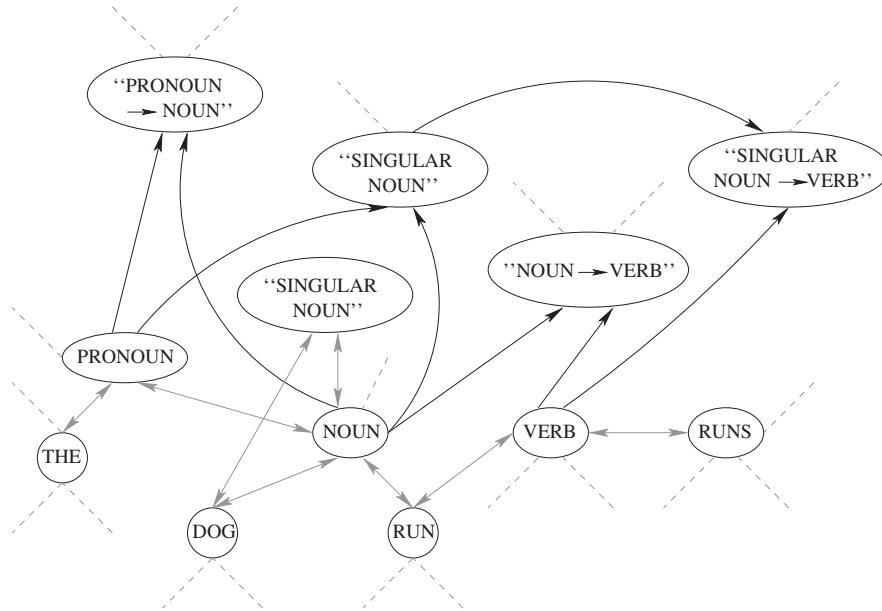 ‘‘PRONOUN
→ NOUN’’
‘‘SINGULAR
NOUN’’
‘‘SINGULAR
NOUN →VERB’’
‘‘SINGULAR
NOUN’’
’’NOUN →VERB’’
PRONOUN
THE
NOUN
VERB
RUNS
DOG
RUN